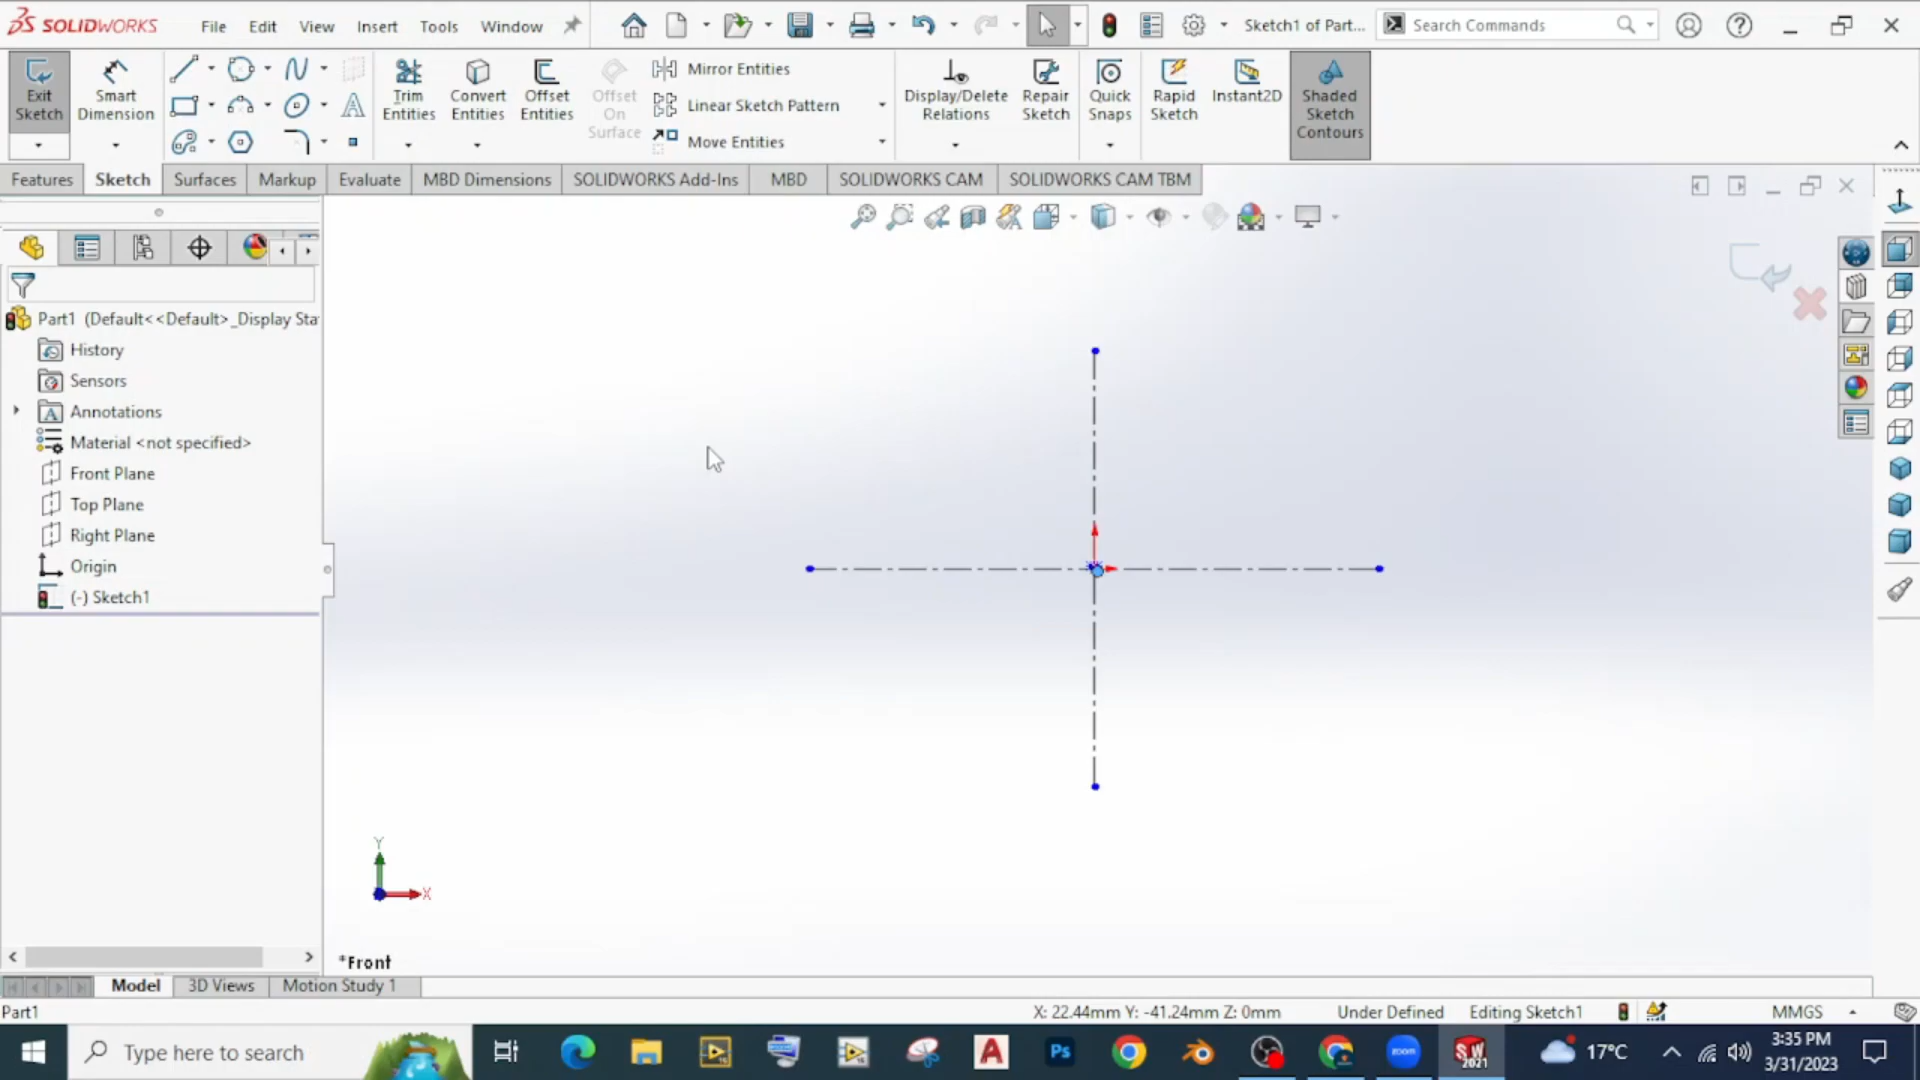 SOLIDWORKS File Edit View Insert Tools Window Sketch1 of Part... Search Commands
Exit Sketch
Smart Dimension
Trim Entities
Convert Entities
Offset Entities
Offset On Surface
Mirror Entities
Linear Sketch Pattern
Move Entities
Display/Delete Relations
Repair Sketch
Quick Snaps
Rapid Sketch
Instant2D
Shaded Sketch Contours
Features Sketch Surfaces Markup Evaluate MBD Dimensions SOLIDWORKS Add-Ins MBD SOLIDWORKS CAM SOLIDWORKS CAM TBM
Part1 (Default<<Default>_Display Sta
History
Sensors
Annotations
Material <not specified>
Front Plane
Top Plane
Right Plane
Origin
(-) Sketch1
Y
X
*Front
Model 3D Views Motion Study 1
Part1 X: 22.44mm Y: -41.24mm Z: 0mm Under Defined Editing Sketch1 MMGS
Type here to search
Ps
zoom
SW
2021
17°C
3:35 PM
3/31/2023